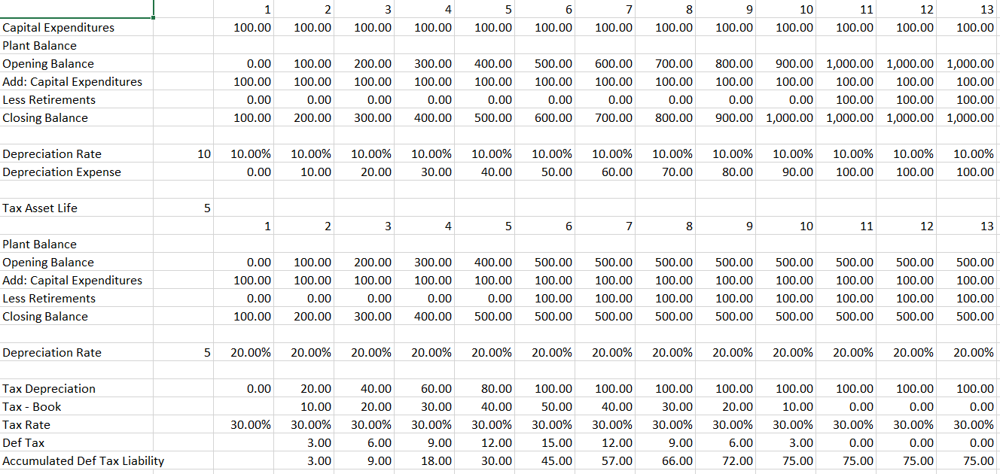 1 2 3 4 5 6 7 8 9 10 11 12 13
Capital Expenditures 100.00 100.00 100.00 100.00 100.00 100.00 100.00 100.00 100.00 100.00 100.00 100.00 100.00
Plant Balance
Opening Balance 0.00 100.00 200.00 300.00 400.00 500.00 600.00 700.00 800.00 900.00 1,000.00 1,000.00 1,000.00
Add: Capital Expenditures 100.00 100.00 100.00 100.00 100.00 100.00 100.00 100.00 100.00 100.00 100.00 100.00 100.00
Less Retirements 0.00 0.00 0.00 0.00 0.00 0.00 0.00 0.00 0.00 0.00 100.00 100.00 100.00
Closing Balance 100.00 200.00 300.00 400.00 500.00 600.00 700.00 800.00 900.00 1,000.00 1,000.00 1,000.00 1,000.00
Depreciation Rate 10 10.00% 10.00% 10.00% 10.00% 10.00% 10.00% 10.00% 10.00% 10.00% 10.00% 10.00% 10.00% 10.00%
Depreciation Expense 0.00 10.00 20.00 30.00 40.00 50.00 60.00 70.00 80.00 90.00 100.00 100.00 100.00
Tax Asset Life 5
1 2 3 4 5 6 7 8 9 10 11 12 13
Plant Balance
Opening Balance 0.00 100.00 200.00 300.00 400.00 500.00 500.00 500.00 500.00 500.00 500.00 500.00 500.00
Add: Capital Expenditures 100.00 100.00 100.00 100.00 100.00 100.00 100.00 100.00 100.00 100.00 100.00 100.00 100.00
Less Retirements 0.00 0.00 0.00 0.00 0.00 100.00 100.00 100.00 100.00 100.00 100.00 100.00 100.00
Closing Balance 100.00 200.00 300.00 400.00 500.00 500.00 500.00 500.00 500.00 500.00 500.00 500.00 500.00
Depreciation Rate 5 20.00% 20.00% 20.00% 20.00% 20.00% 20.00% 20.00% 20.00% 20.00% 20.00% 20.00% 20.00% 20.00%
Tax Depreciation 0.00 20.00 40.00 60.00 80.00 100.00 100.00 100.00 100.00 100.00 100.00 100.00 100.00
Tax - Book 10.00 20.00 30.00 40.00 50.00 40.00 30.00 20.00 10.00 0.00 0.00 0.00
Tax Rate 30.00% 30.00% 30.00% 30.00% 30.00% 30.00% 30.00% 30.00% 30.00% 30.00% 30.00% 30.00% 30.00%
Def Tax 3.00 6.00 9.00 12.00 15.00 12.00 9.00 6.00 3.00 0.00 0.00 0.00
Accumulated Def Tax Liability 3.00 9.00 18.00 30.00 45.00 57.00 66.00 72.00 75.00 75.00 75.00 75.00